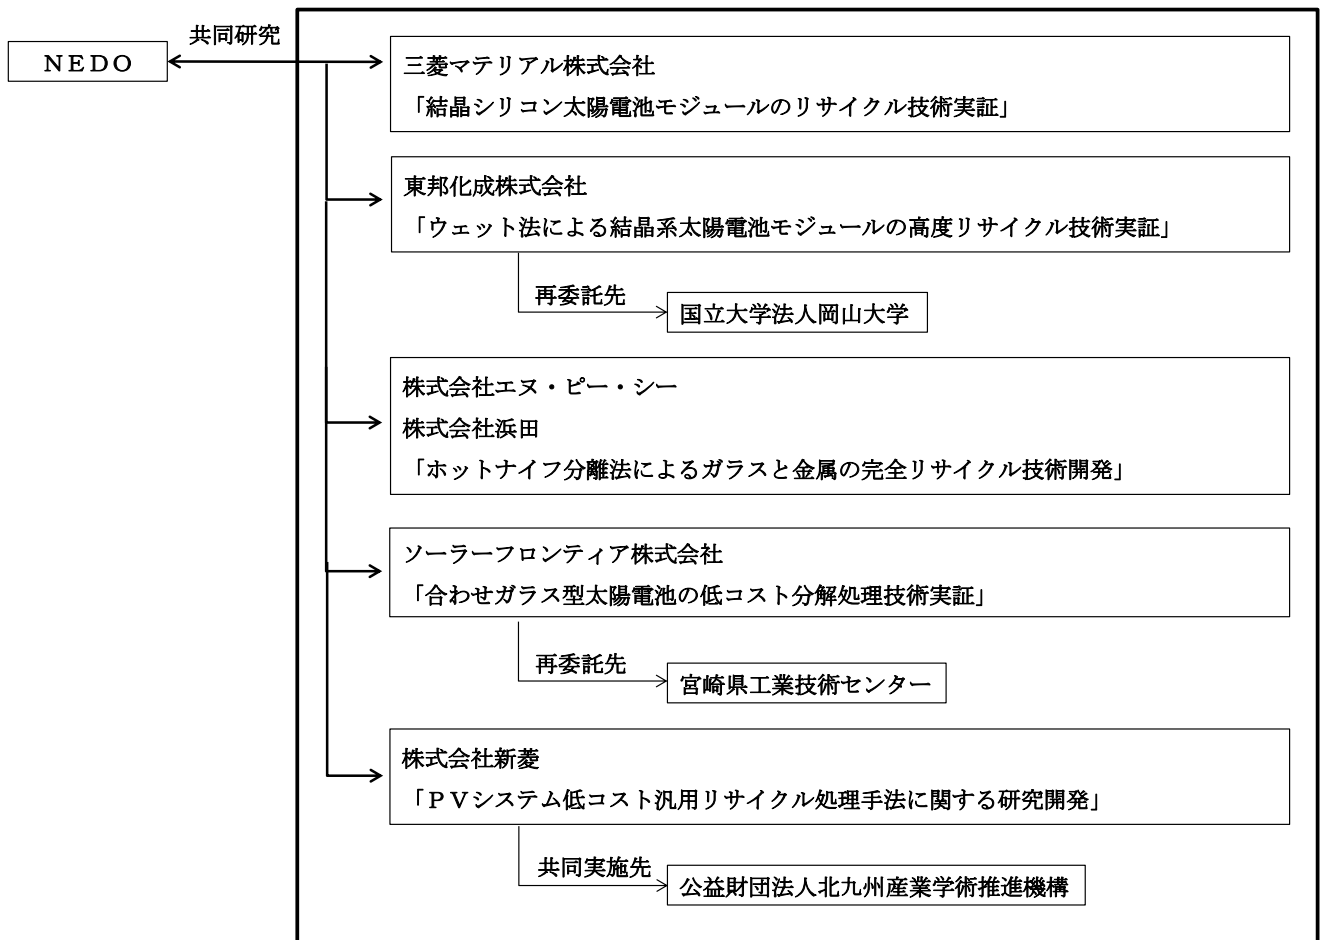 共同研究
ＮＥＤＯ
三菱マテリアル株式会社
「結晶シリコン太陽電池モジュールのリサイクル技術実証」
東邦化成株式会社
「ウェット法による結晶系太陽電池モジュールの高度リサイクル技術実証」
再委託先
国立大学法人岡山大学
株式会社エヌ・ピー・シー
株式会社浜田
「ホットナイフ分離法によるガラスと金属の完全リサイクル技術開発」
ソーラーフロンティア株式会社
「合わせガラス型太陽電池の低コスト分解処理技術実証」
再委託先
宮崎県工業技術センター
株式会社新菱
「ＰＶシステム低コスト汎用リサイクル処理手法に関する研究開発」
共同実施先
公益財団法人北九州産業学術推進機構